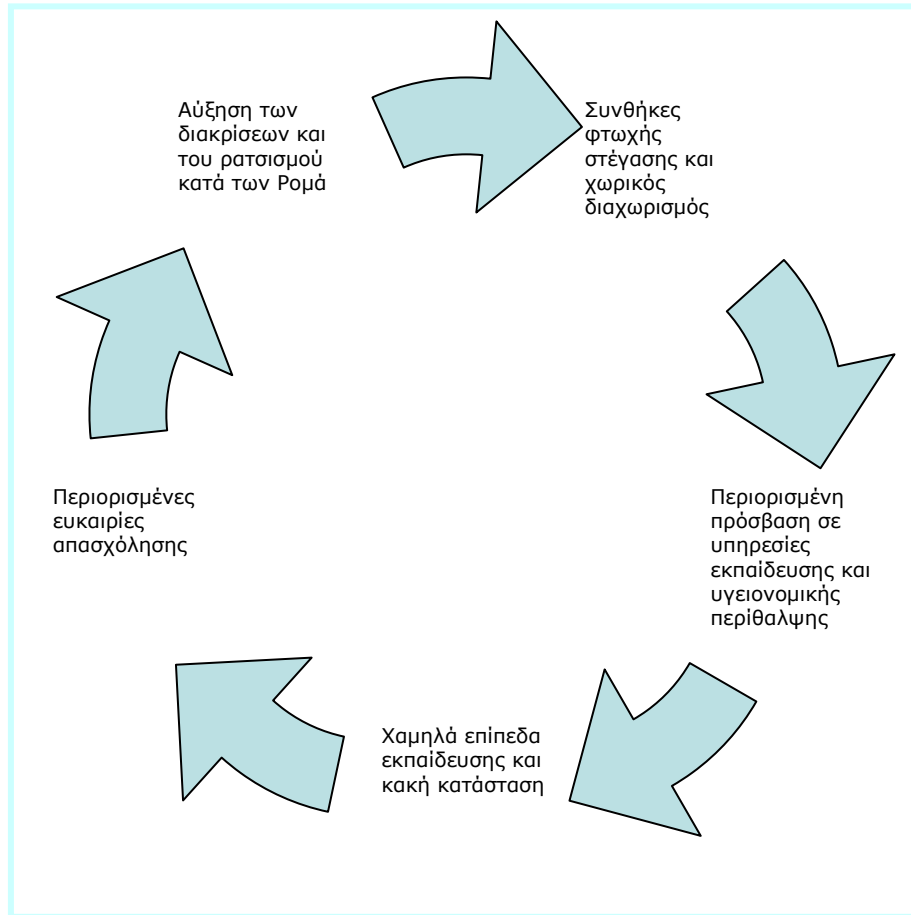 Αύξηση των
διακρίσεων και
του ρατσισμού
κατά των Ρομά
Συνθήκες
φτωχής
στέγασης και
χωρικός
διαχωρισμός
Περιορισμένη
πρόσβαση σε
υπηρεσίες
εκπαίδευσης και
υγειονομικής
περίθαλψης
Χαμηλά επίπεδα
εκπαίδευσης και
κακή κατάσταση
Περιορισμένες
ευκαιρίες
απασχόλησης